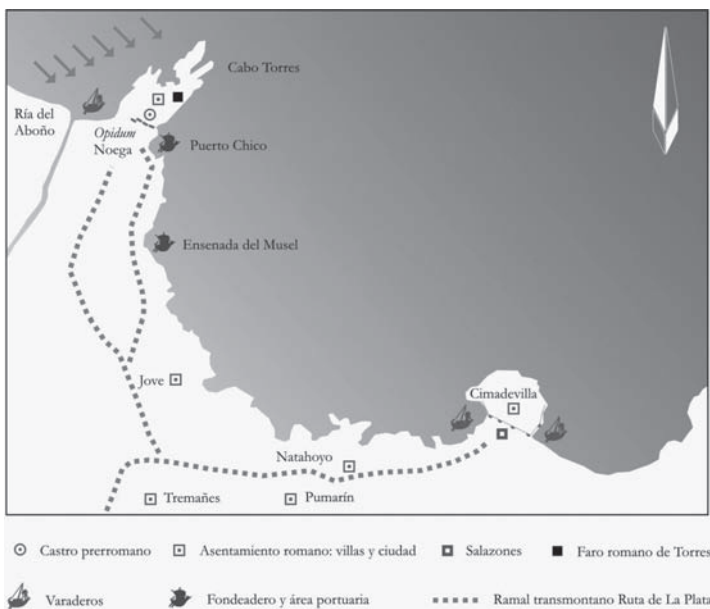 Cabo Torres
Ría del
Aboño
Opidum
Noega
Puerto Chico
Ensenada del Musel
Jove
Cimadevilla
Natahoyo
Tremañes
Pumarín
Castro prerromano
Asentamiento romano: villas y ciudad
Salazones
Faro romano de Torres
Varaderos
Fondeadero y área portuaria
Ramal transmontano Ruta de La Plata